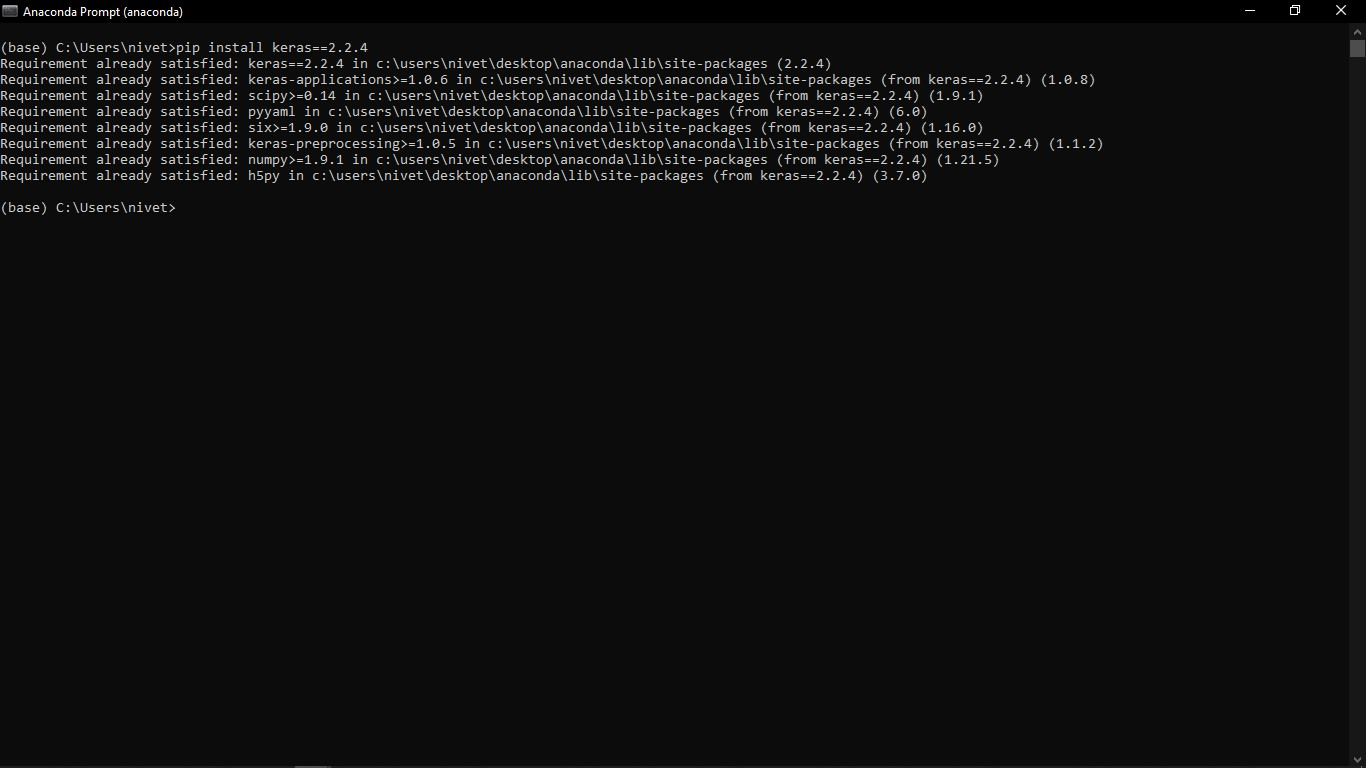 Anaconda Prompt (anaconda)
(base) C:\Users\nivet>pip install keras==2.2.4
Requirement already satisfied: keras==2.2.4 in c:\users\nivet\desktop\anaconda\lib\site-packages (2.2.4)
Requirement already satisfied: keras-applications>=1.0.6 in c:\users\nivet\desktop\anaconda\lib\site-packages (from keras==2.2.4) (1.0.8)
Requirement already satisfied: scipy>=0.14 in c:\users\nivet\desktop\anaconda\lib\site-packages (from keras==2.2.4) (1.9.1)
Requirement already satisfied: pyyaml in c:\users\nivet\desktop\anaconda\lib\site-packages (from keras==2.2.4) (6.0)
Requirement already satisfied: six>=1.9.0 in c:\users\nivet\desktop\anaconda\lib\site-packages (from keras==2.2.4) (1.16.0)
Requirement already satisfied: keras-preprocessing>=1.0.5 in c:\users\nivet\desktop\anaconda\lib\site-packages (from keras==2.2.4) (1.1.2)
Requirement already satisfied: numpy>=1.9.1 in c:\users\nivet\desktop\anaconda\lib\site-packages (from keras==2.2.4) (1.21.5)
Requirement already satisfied: h5py in c:\users\nivet\desktop\anaconda\lib\site-packages (from keras==2.2.4) (3.7.0)
(base) C:\Users\nivet>